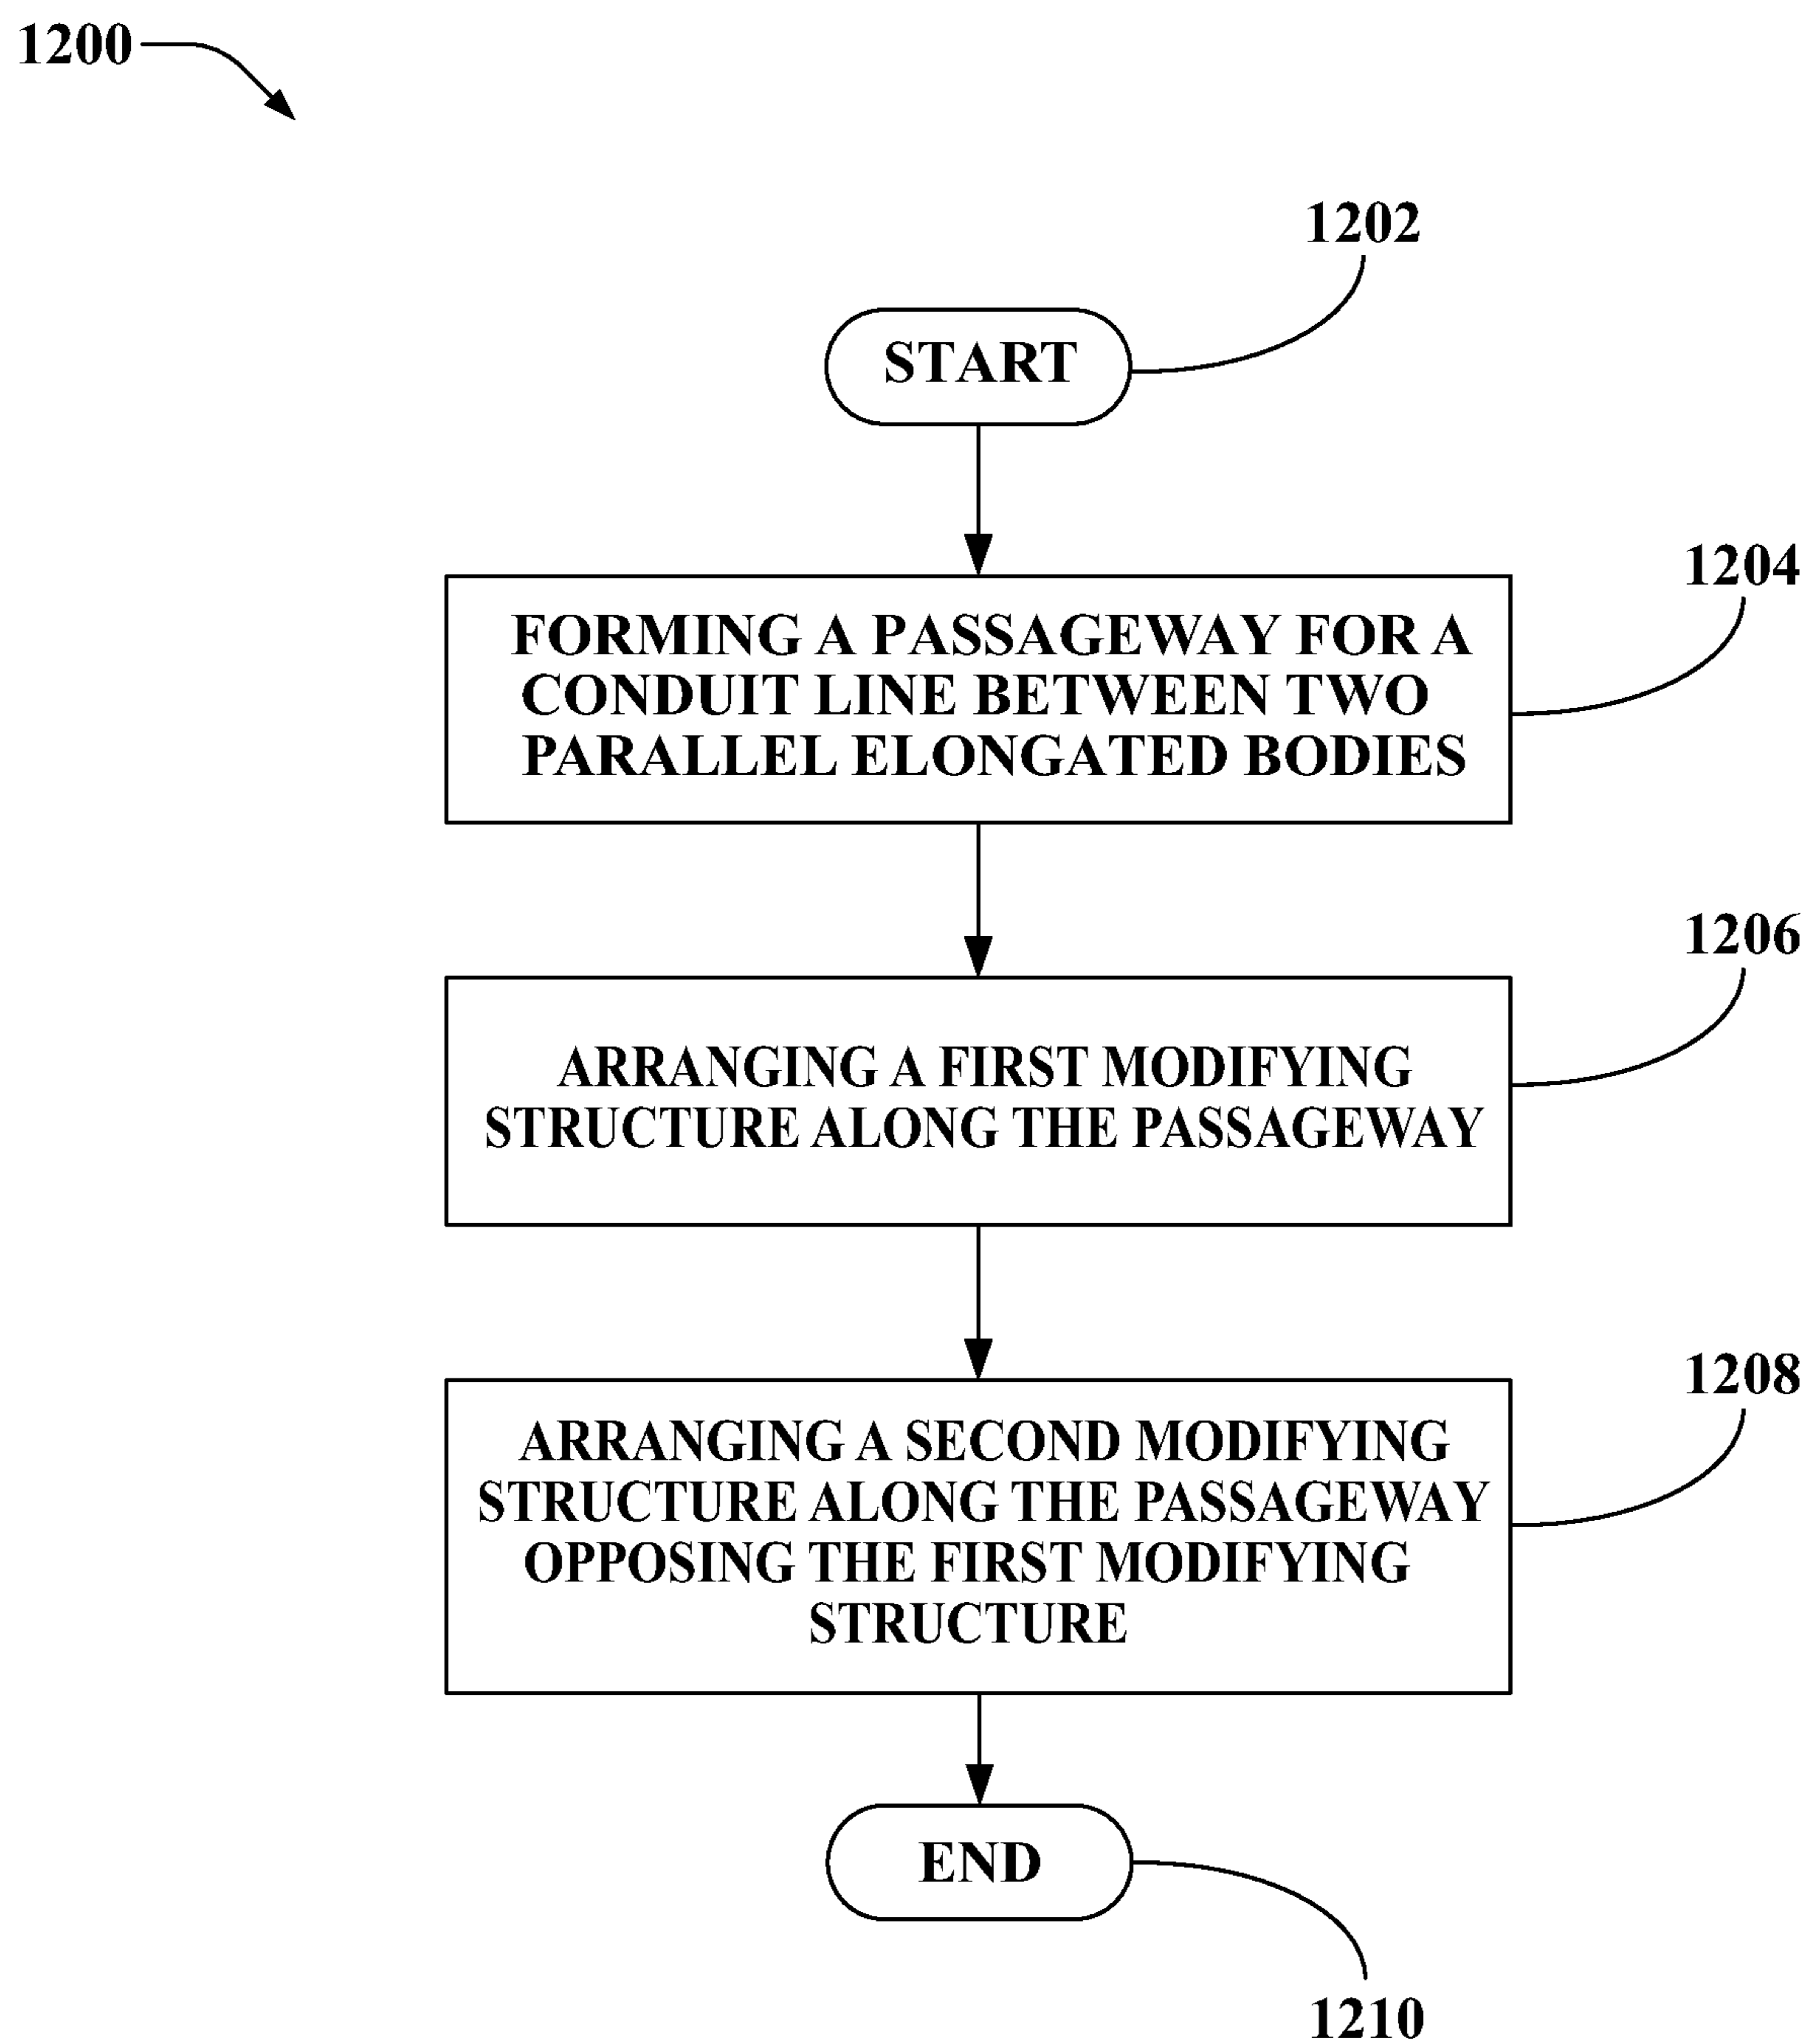 1200
1202
START
1204
FORMING A PASSAGEWAY FOR A
CONDUIT LINE BETWEEN TWO
PARALLEL ELONGATED BODIES
1206
ARRANGING A FIRST MODIFYING
STRUCTURE ALONG THE PASSAGEWAY
1208
ARRANGING A SECOND MODIFYING
STRUCTURE ALONG THE PASSAGEWAY
OPPOSING THE FIRST MODIFYING
STRUCTURE
END
1210